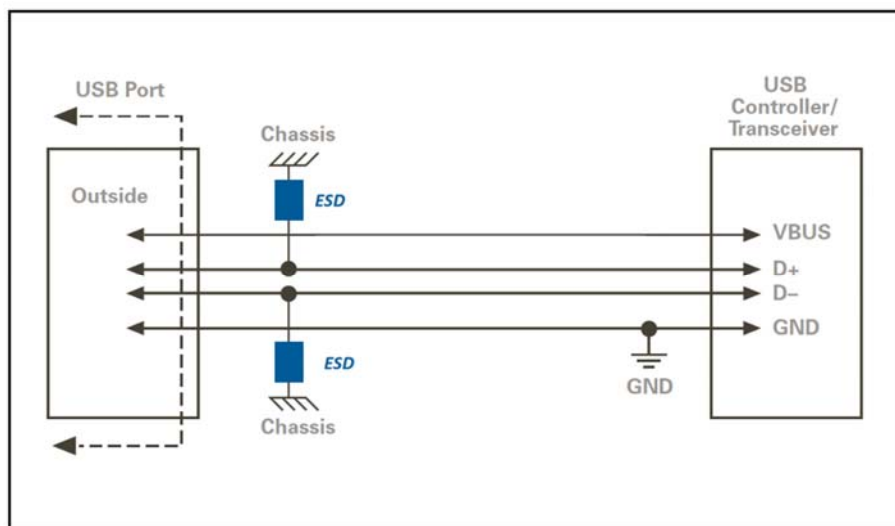 USB Port
USB
Controller/
Transceiver
Chassis
ESD
Outside
VBUS
D+
D–
GND
ESD
GND
Chassis